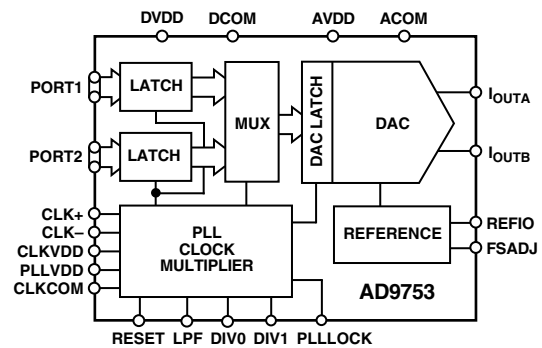 DVDD DCOM AVDD ACOM
PORT1
LATCH
MUX
DAC LATCH
DAC
IOUTA
PORT2
LATCH
IOUTB
CLK+
CLK–
CLKVDD
PLLVDD
CLKCOM
PLL
CLOCK
MULTIPLIER
REFERENCE
REFIO
FSADJ
AD9753
RESET LPF DIV0 DIV1 PLLLOCK